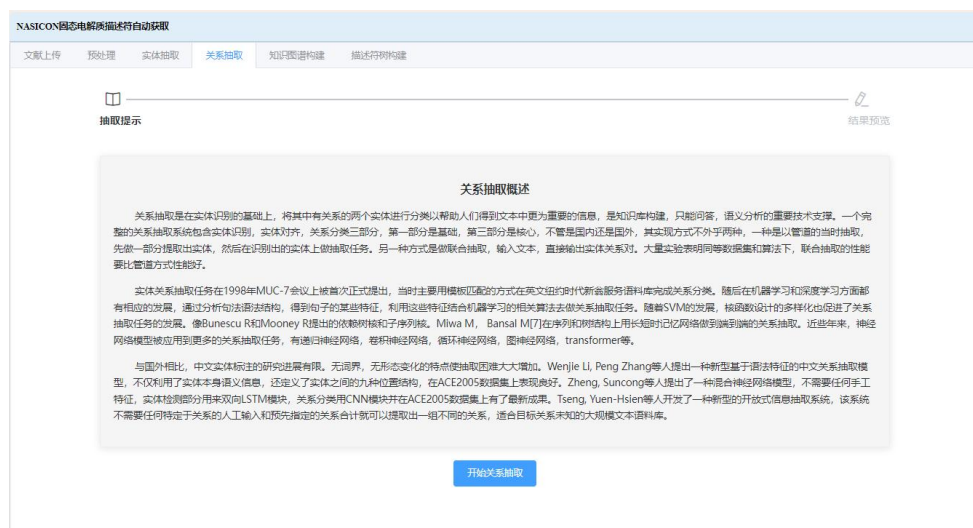 NASICON固态电解质描述符自动获取
文献上传 预处理 实体抽取 关系抽取 知识图谱构建 描述符树构建
抽取提示 结果预览
关系抽取概述
关系抽取是在实体识别的基础上，将其中有关系的两个实体进行分类以帮助人们得到文本中更为重要的信息，是知识库构建，只能问答，语义分析的重要技术支撑。一个完
整的关系抽取系统包含实体识别，实体对齐，关系分类三部分，第一部分是基础，第三部分是核心，不管是国内还是国外，其实现方式不外乎两种，一种是以管道的当时抽取，
先做一部分提取出实体，然后在识别出的实体上做抽取任务。另一种方式是做联合抽取，输入文本，直接输出实体关系对。大量实验表明同等数据集和算法下，联合抽取的性能
要比管道方式性能好。
实体关系抽取任务在1998年MUC-7会议上被首次正式提出，当时主要用模板匹配的方式在英文纽约时代新翕服务语料库完成关系分类。随后在机器学习和深度学习方面都
有相应的发展，通过分析句法语法结构，得到句子的某些特征，利用这些特征结合机器学习的相关算法去做关系抽取任务。随着SVM的发展，核函数设计的多样化也促进了关系
抽取任务的发展。像Bunescu R和Mooney R提出的依赖树核和子序列核。Miwa M， Bansal M[7]在序列和树结构上用长短时记忆网络做到端到端的关系抽取。近些年来，神经
网络模型被应用到更多的关系抽取任务，有递归神经网络，卷积神经网络，循环神经网络，图神经网络，transformer等。
与国外相比，中文实体标注的研究进展有限。无词界，无形态变化的特点使抽取困难大大增加。Wenjie Li, Peng Zhang等人提出一种新型基于语法特征的中文关系抽取模
型，不仅利用了实体本身语义信息，还定义了实体之间的九种位置结构，在ACE2005数据集上表现良好。Zheng, Suncong等人提出了一种混合神经网络模型，不需要任何手工
特征，实体检测部分用来双向LSTM模块，关系分类用CNN模块并在ACE2005数据集上有了最新成果。Tseng, Yuen-Hsien等人开发了一种新型的开放式信息抽取系统，该系统
不需要任何特定于关系的人工输入和预先指定的关系合计就可以提取出一组不同的关系，适合目标关系未知的大规模文本语料库。
开始关系抽取